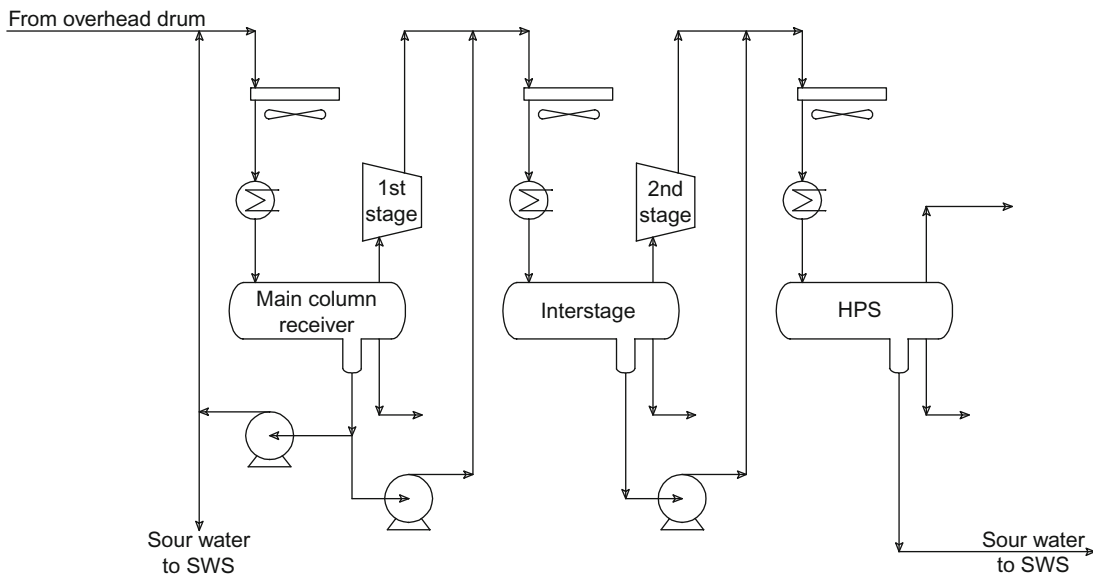 From overhead drum
1st
stage
2nd
stage
Main column
receiver
Interstage
HPS
Sour water
to SWS
Sour water
to SWS